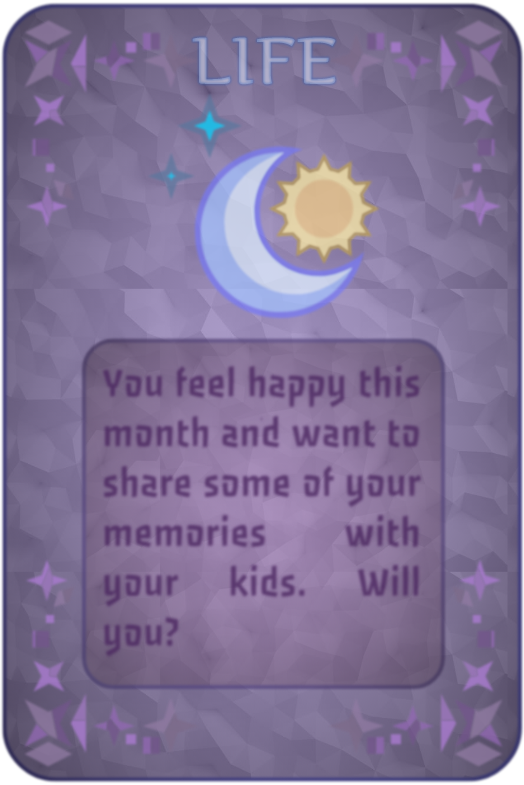 LIFE
You feel happy this
month and want to
share some of your
memories with
your kids. Will
you?